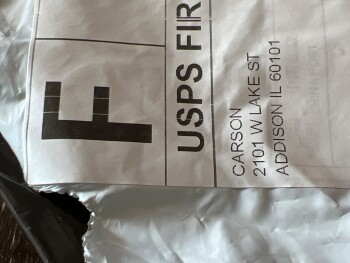 F
USPS FIR
CARSON
2101 W LAKE ST
ADDISON IL 60101